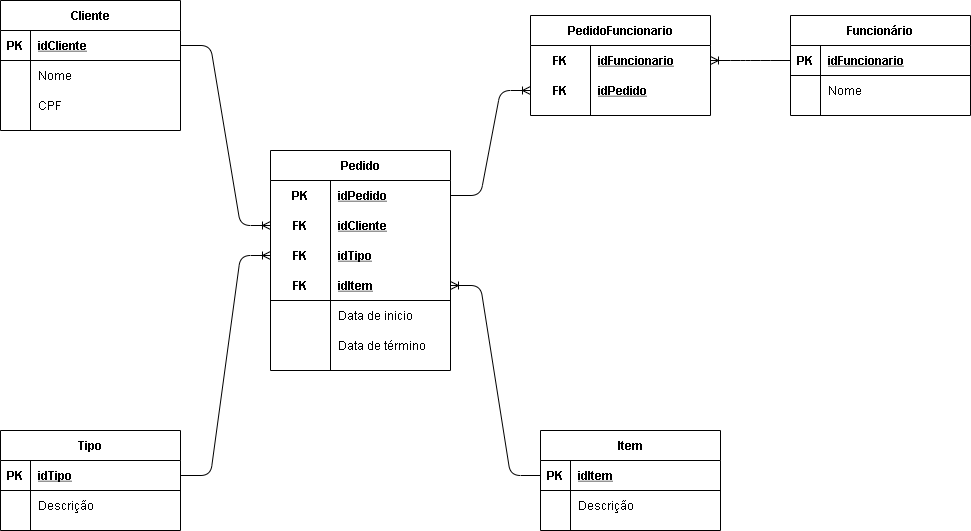 Cliente
PK idCliente
Nome
CPF
PedidoFuncionario
FK idFuncionario
FK idPedido
Funcionário
PK idFuncionario
Nome
Pedido
PK idPedido
FK idCliente
FK idTipo
FK idItem
Data de inicio
Data de término
Tipo
PK idTipo
Descrição
Item
PK idItem
Descrição